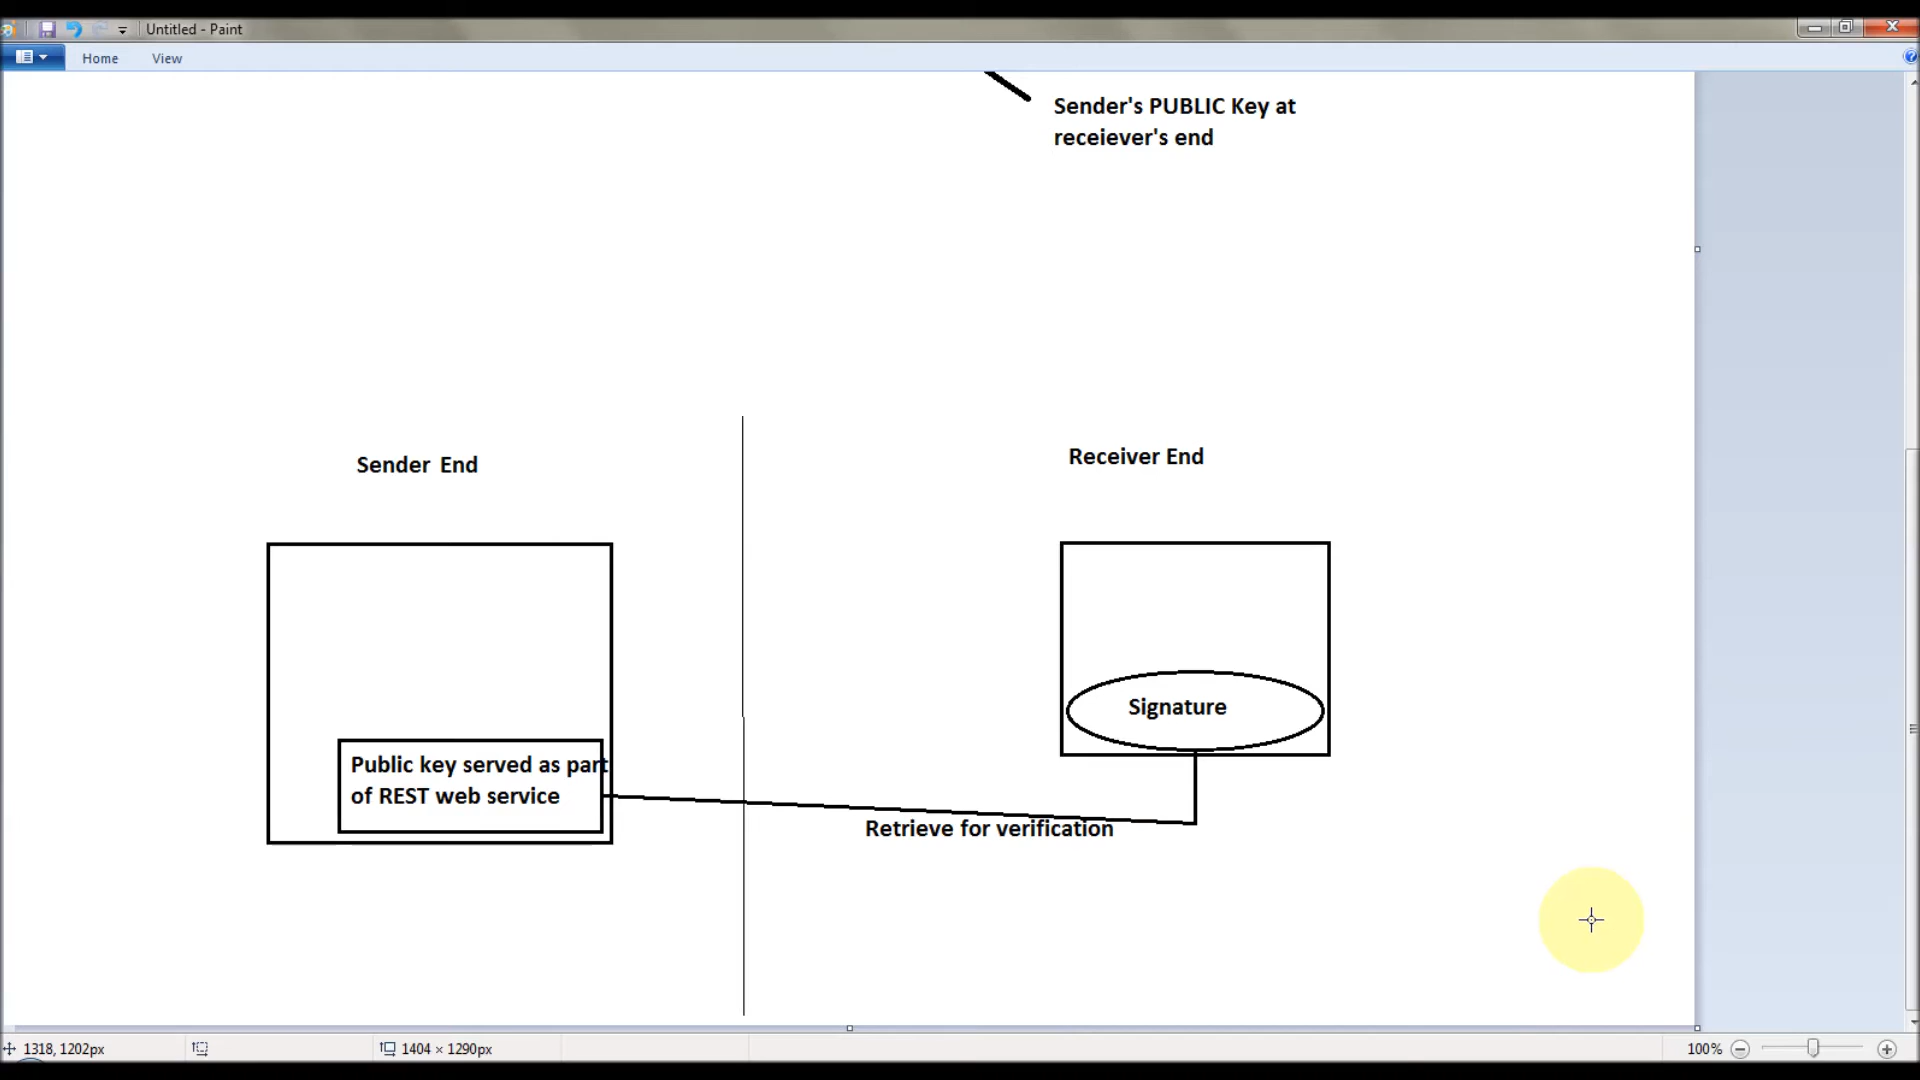 Untitled - Paint
Home View
Sender's PUBLIC Key at
receiever's end
Sender End
Receiver End
Signature
Public key served as part
of REST web service
Retrieve for verification
1318, 1202px
1404 × 1290px
100%